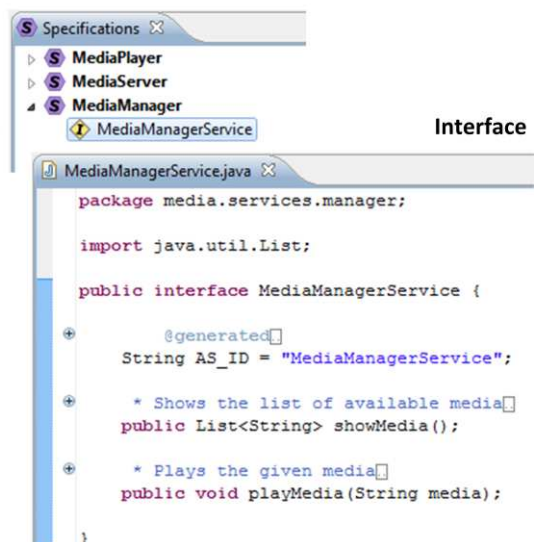 Specifications
MediaPlayer
MediaServer
MediaManager
MediaManagerService
Interface
MediaManagerService.java
package media.services.manager;
import java.util.List;
public interface MediaManagerService {
@generated
String AS_ID = "MediaManagerService";
* Shows the list of available media
public List<String> showMedia();
* Plays the given media
public void playMedia(String media);
}